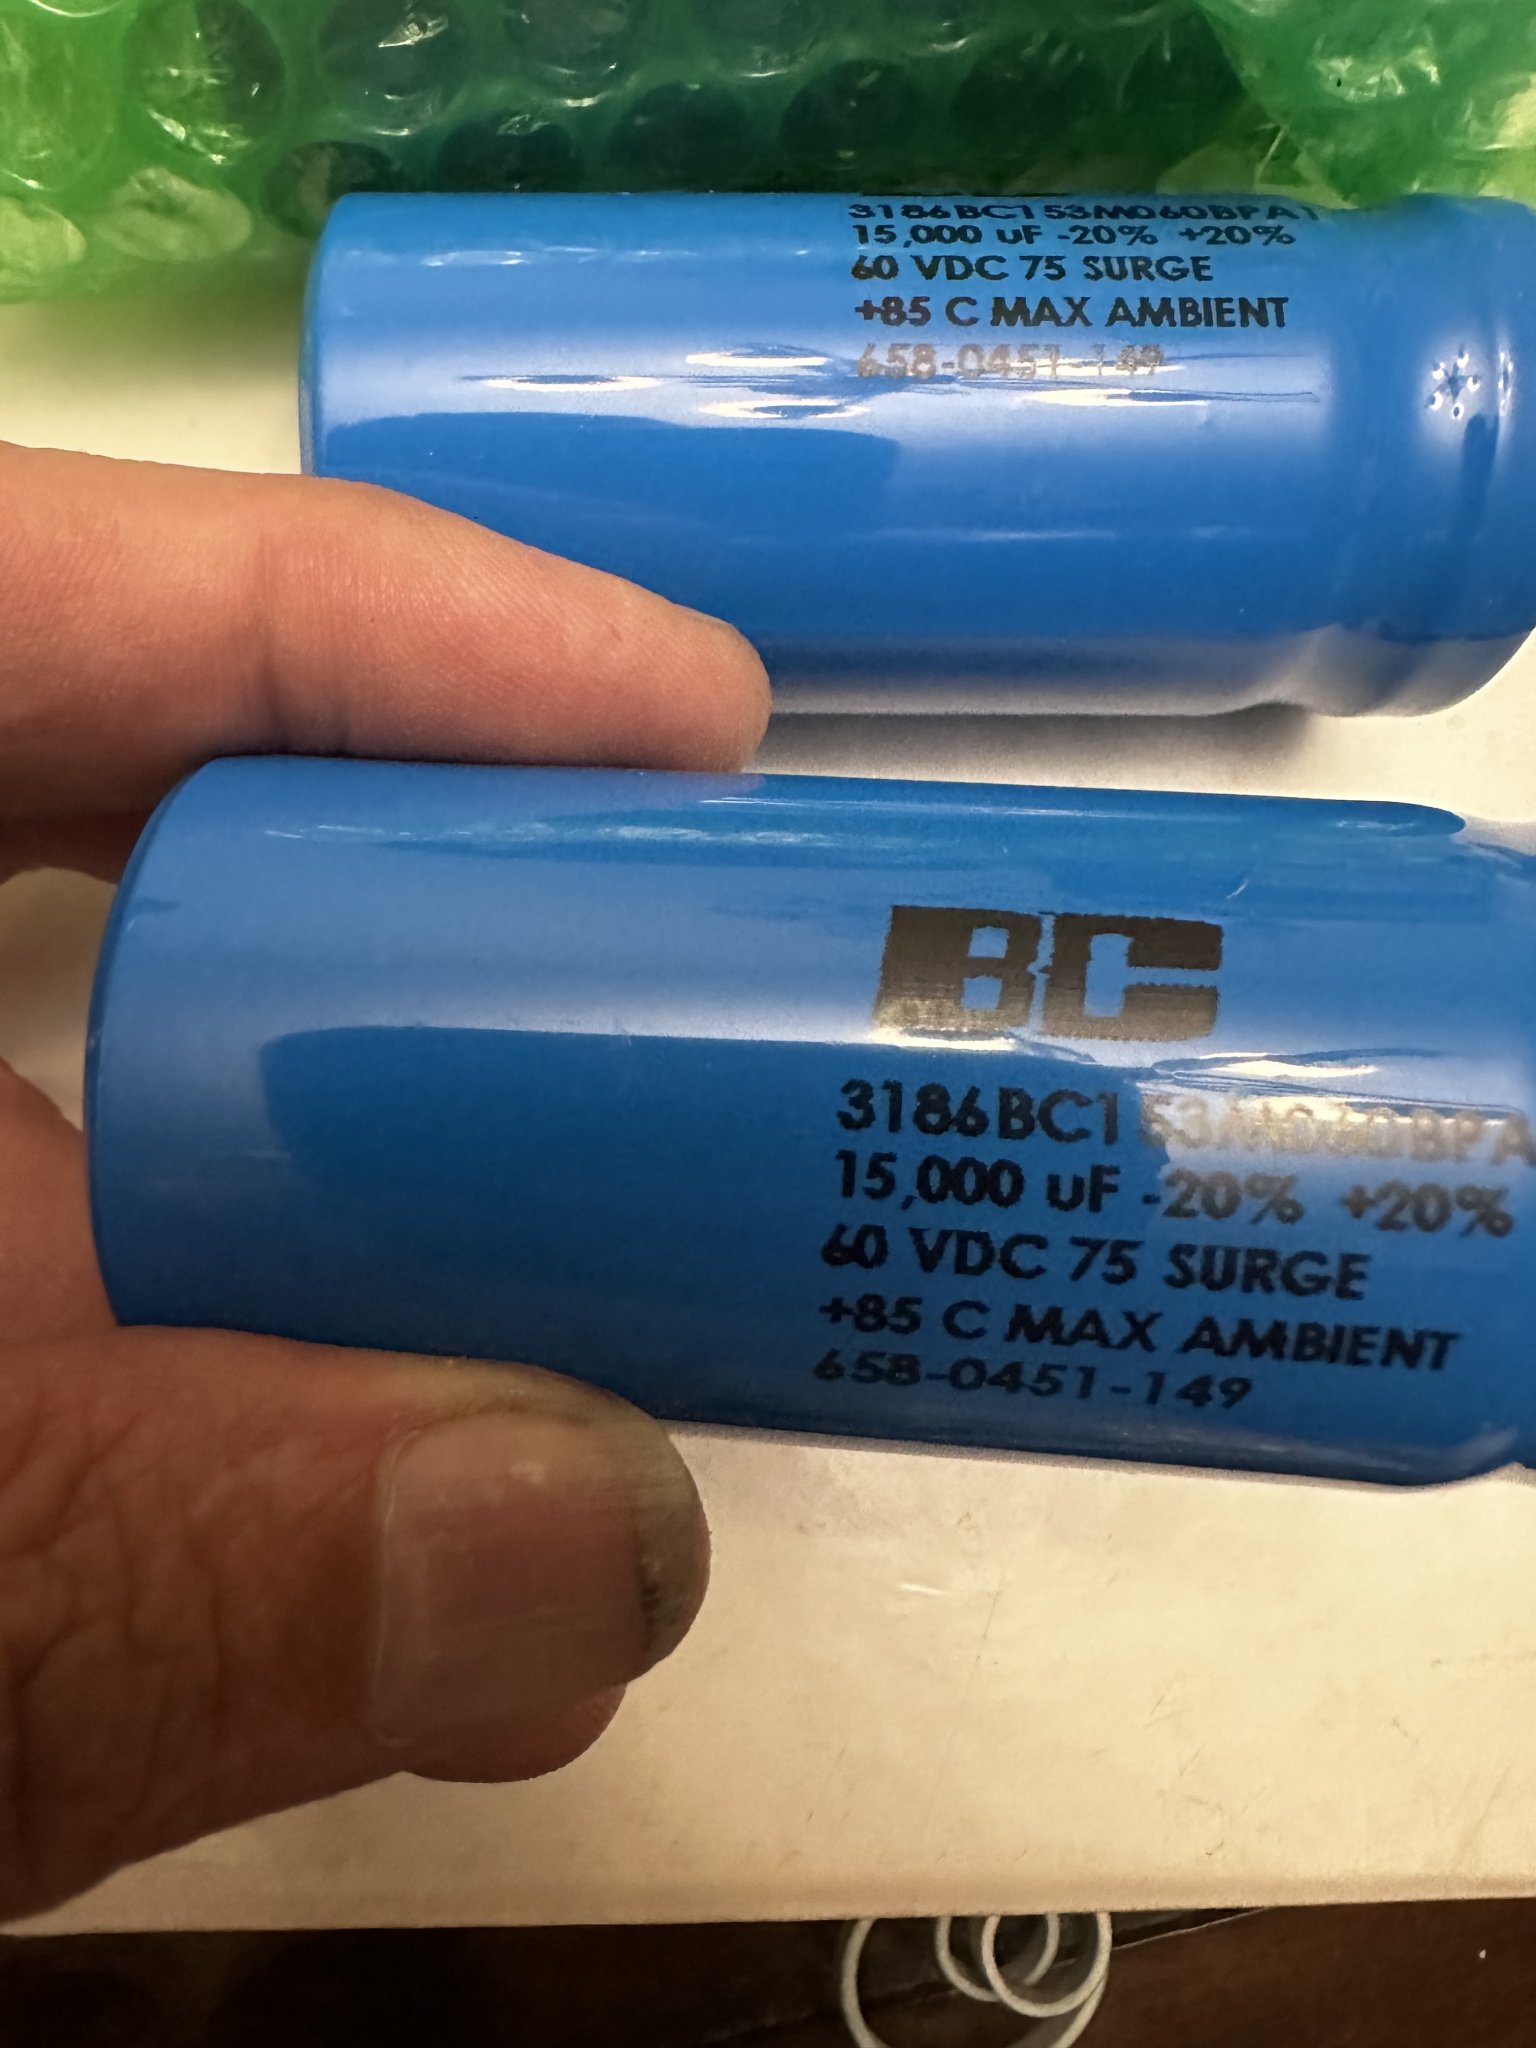 3186BC153M060BPA1
15,000 uF -20% +20%
60 VDC 75 SURGE
+85 C MAX AMBIENT
658-0451-149
BC
3186BC153M060BPA
15,000 uF -20% +20%
60 VDC 75 SURGE
+85 C MAX AMBIENT
658-0451-149